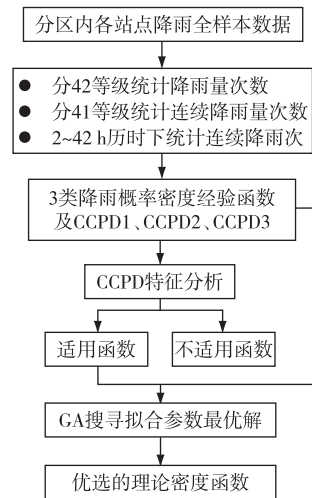 分区内各站点降雨全样本数据
● 分42等级统计降雨量次数
● 分41等级统计连续降雨量次数
● 2~42 h历时下统计连续降雨次
3类降雨概率密度经验函数
及CCPD1、CCPD2、CCPD3
CCPD特征分析
适用函数
不适用函数
GA搜寻拟合参数最优解
优选的理论密度函数